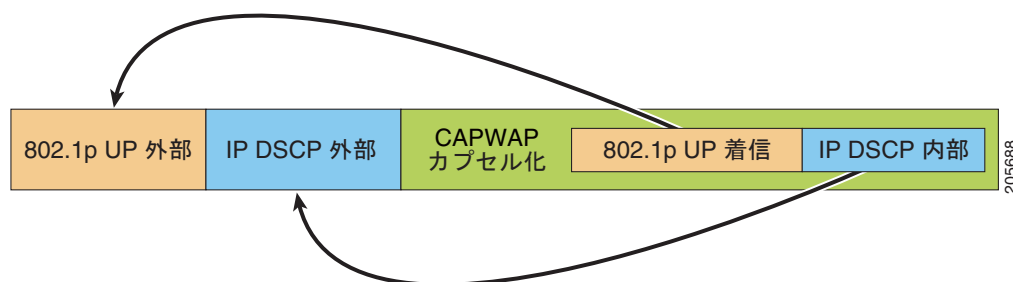 802.1p UP 外部
IP DSCP 外部
CAPWAP
カプセル化
802.1p UP 着信
IP DSCP 内部
205688